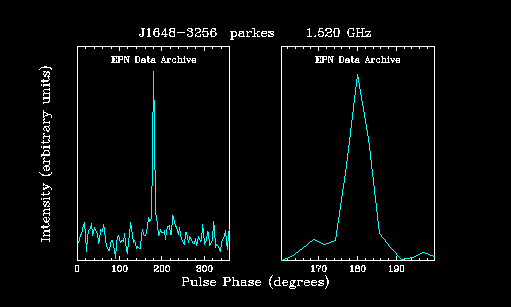 J1648−3256 parkes 1.520 GHz
EPN Data Archive
EPN Data Archive
Intensity (arbitrary units)
0 100 200 300
170 180 190
Pulse Phase (degrees)